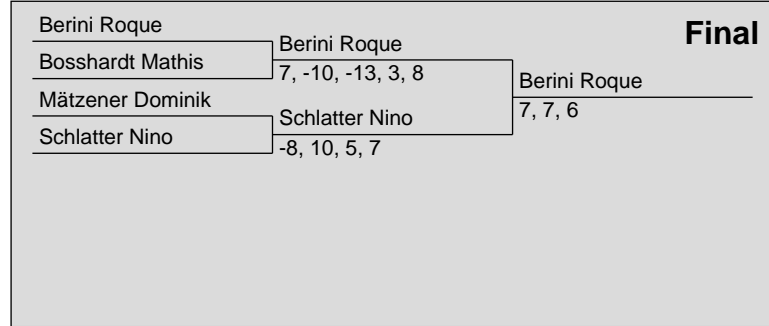 Final
Berini Roque
Bosshardt Mathis
Mätzener Dominik
Schlatter Nino
Berini Roque
7, -10, -13, 3, 8
Schlatter Nino
-8, 10, 5, 7
Berini Roque
7, 7, 6